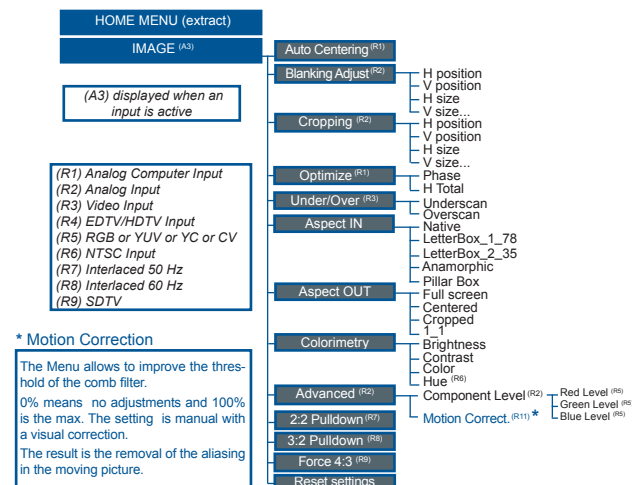 HOME MENU (extract)
IMAGE (A3)
(A3) displayed when an
input is active
(R1) Analog Computer Input
(R2) Analog Input
(R3) Video Input
(R4) EDTV/HDTV Input
(R5) RGB or YUV or YC or CV
(R6) NTSC Input
(R7) Interlaced 50 Hz
(R8) Interlaced 60 Hz
(R9) SDTV
* Motion Correction
The Menu allows to improve the thres-
hold of the comb filter.
0% means no adjustments and 100%
is the max. The setting is manual with
a visual correction.
The result is the removal of the aliasing
in the moving picture.
Auto Centering (R1)
Blanking Adjust (R2)
H position
V position
H size
V size...
Cropping (R2)
H position
V position
H size
V size...
Optimize (R1)
Phase
H Total
Under/Over (R3)
Underscan
Overscan
Aspect IN
Native
LetterBox_1_78
LetterBox_2_35
Anamorphic
Pillar Box
Aspect OUT
Full screen
Centered
Cropped
1_1
Colorimetry
Brightness
Contrast
Color
Hue (R6)
Advanced (R2)
Component Level (R2)
Red Level (R5)
Green Level (R5)
Blue Level (R5)
Motion Correct. (R11) *
2:2 Pulldown (R7)
3:2 Pulldown (R8)
Force 4:3 (R9)
Reset settings